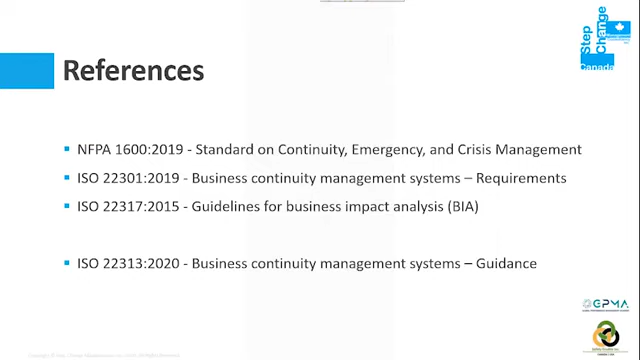 Step
Change
Canada
References
NFPA 1600:2019 - Standard on Continuity, Emergency, and Crisis Management
ISO 22301:2019 - Business continuity management systems – Requirements
ISO 22317:2015 - Guidelines for business impact analysis (BIA)
ISO 22313:2020 - Business continuity management systems – Guidance
GPMA